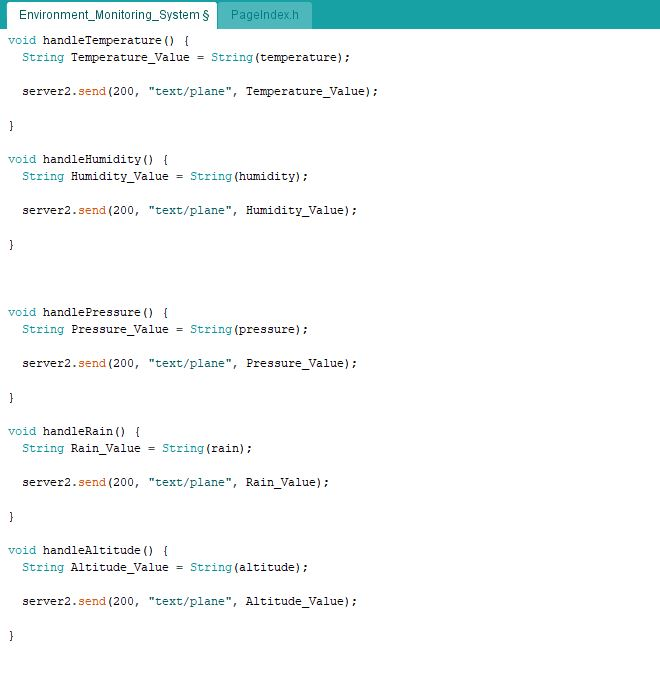 Environment_Monitoring_System § PageIndex.h
void handleTemperature() {
String Temperature_Value = String(temperature);
server2.send(200, "text/plane", Temperature_Value);
}
void handleHumidity() {
String Humidity_Value = String(humidity);
server2.send(200, "text/plane", Humidity_Value);
}
void handlePressure() {
String Pressure_Value = String(pressure);
server2.send(200, "text/plane", Pressure_Value);
}
void handleRain() {
String Rain_Value = String(rain);
server2.send(200, "text/plane", Rain_Value);
}
void handleAltitude() {
String Altitude_Value = String(altitude);
server2.send(200, "text/plane", Altitude_Value);
}